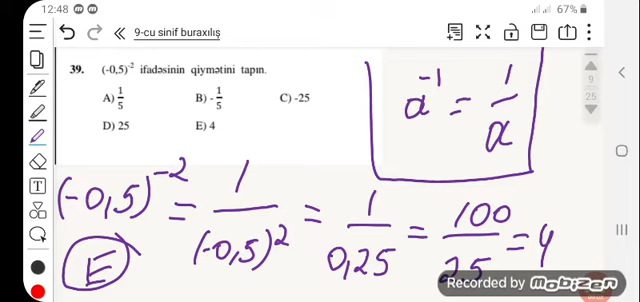 12:48 67%
9-cu sinif buraxılış
39. (-0,5)⁻² ifadəsinin qiymətini tapın.
A) 1/5 B) -1/5 C) -25
D) 25 E) 4
a⁻¹ = 1/a
9
25
(-0,5)⁻² = 1/(-0,5)² = 1/0,25 = 100/25 = 4
E
Recorded by
mobizen